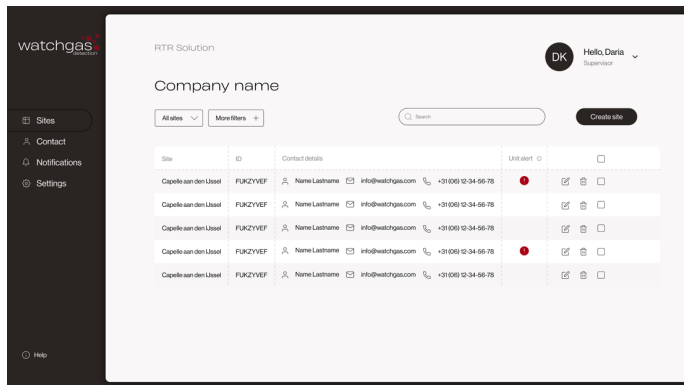 watchgas
detection
Sites
Contact
Notifications
Settings
Help
RTR Solution
DK
Hello, Daria
Supervisor
Company name
All sites
More filters +
Search
Create site
Site ID Contact details Unit alert
Capelle aan den IJssel FUKZYVEF Name Lastname info@watchgas.com +31 (06) 12-34-56-78 !
Capelle aan den IJssel FUKZYVEF Name Lastname info@watchgas.com +31 (06) 12-34-56-78
Capelle aan den IJssel FUKZYVEF Name Lastname info@watchgas.com +31 (06) 12-34-56-78
Capelle aan den IJssel FUKZYVEF Name Lastname info@watchgas.com +31 (06) 12-34-56-78 !
Capelle aan den IJssel FUKZYVEF Name Lastname info@watchgas.com +31 (06) 12-34-56-78